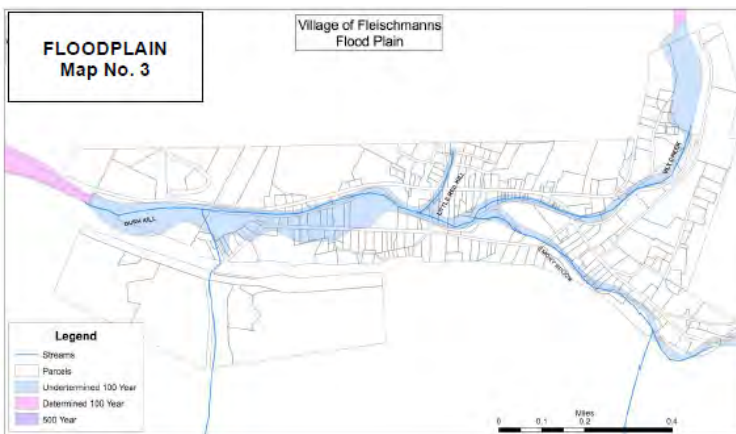 FLOODPLAIN
Map No. 3
Village of Fleischmanns
Flood Plain
BUSH KILL
LITTLE RED KILL
VLY CREEK
EMORY BROOK
Legend
Streams
Parcels
Undertermined 100 Year
Determined 100 Year
500 Year
Miles
0 0.1 0.2 0.4